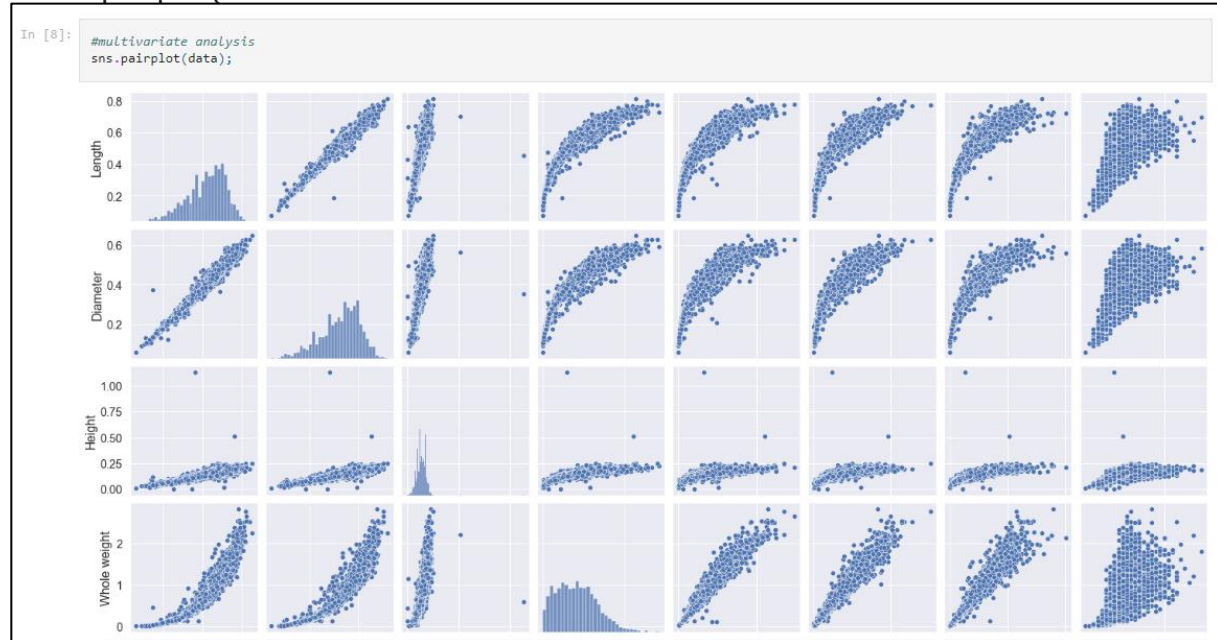 In [8]:
#multivariate analysis
sns.pairplot(data);
0.8
0.6
0.4
0.2
Length
0.6
0.4
0.2
Diameter
1.00
0.75
0.50
0.25
0.00
Height
2
1
0
Whole weight